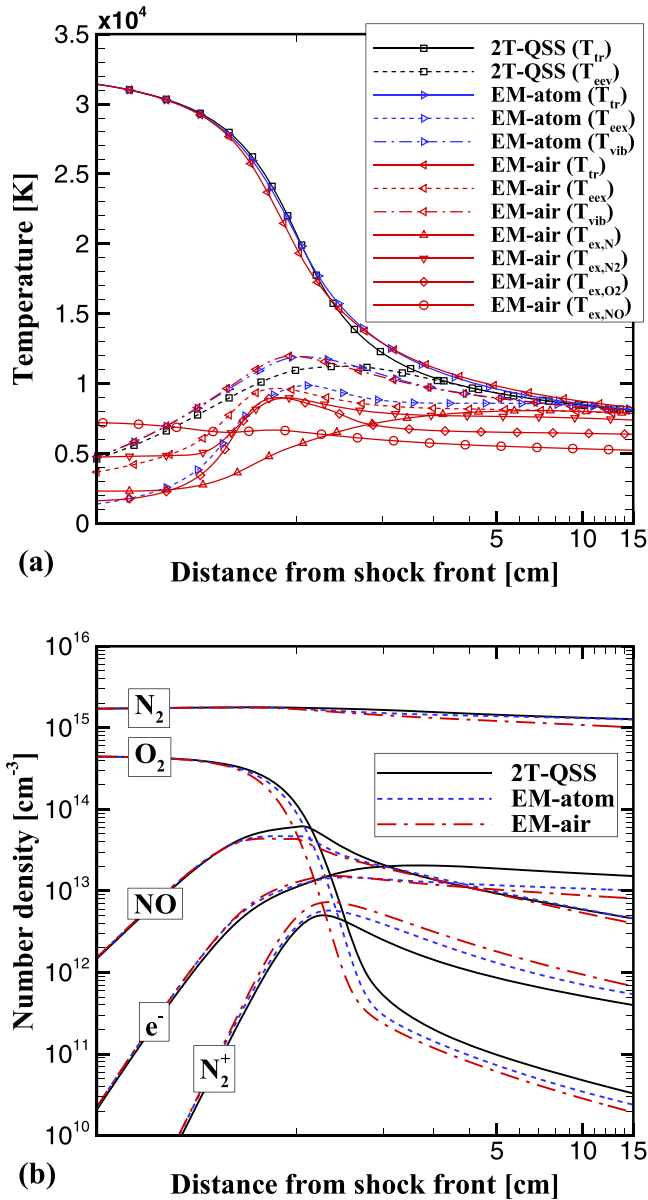 x10⁴
3.5
3
2.5
2
1.5
1
0.5
0
Temperature [K]
2T-QSS (T_tr)
2T-QSS (T_eev)
EM-atom (T_tr)
EM-atom (T_eex)
EM-atom (T_vib)
EM-air (T_tr)
EM-air (T_eex)
EM-air (T_vib)
EM-air (T_ex,N)
EM-air (T_ex,N2)
EM-air (T_ex,O2)
EM-air (T_ex,NO)
5 10 15
(a)
Distance from shock front [cm]
10¹⁶
10¹⁵
10¹⁴
10¹³
10¹²
10¹¹
10¹⁰
Number density [cm⁻³]
N₂
O₂
NO
e⁻
N₂⁺
2T-QSS
EM-atom
EM-air
5 10 15
(b)
Distance from shock front [cm]